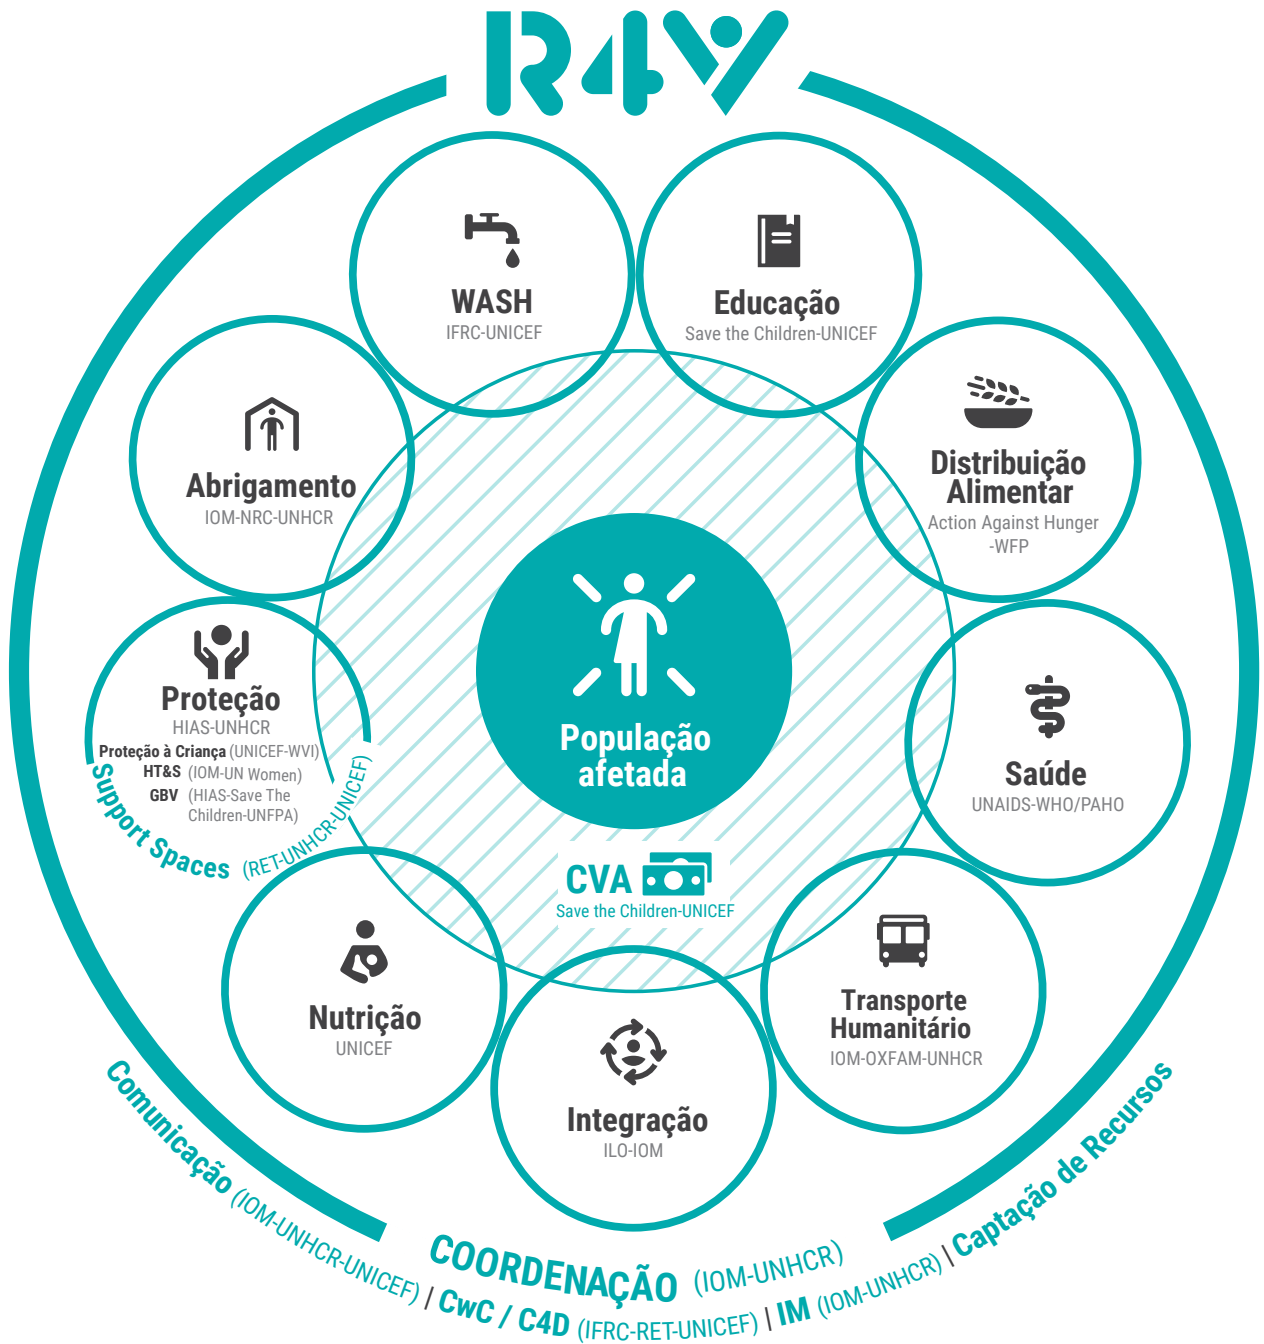 R4V
WASH
IFRC-UNICEF
Educação
Save the Children-UNICEF
Abrigamento
IOM-NRC-UNHCR
Distribuição
Alimentar
Action Against Hunger
-WFP
Proteção
HIAS-UNHCR
Proteção à Criança (UNICEF-WVI)
HT&S (IOM-UN Women)
GBV (HIAS-Save The
Children-UNFPA)
Support Spaces (RET-UNHCR-UNICEF)
População
afetada
Saúde
UNAIDS-WHO/PAHO
CVA
Save the Children-UNICEF
Nutrição
UNICEF
Transporte
Humanitário
IOM-OXFAM-UNHCR
Integração
ILO-IOM
COORDENAÇÃO (IOM-UNHCR)
Comunicação (IOM-UNHCR-UNICEF) | CwC / C4D (IFRC-RET-UNICEF) | IM (IOM-UNHCR) | Captação de Recursos